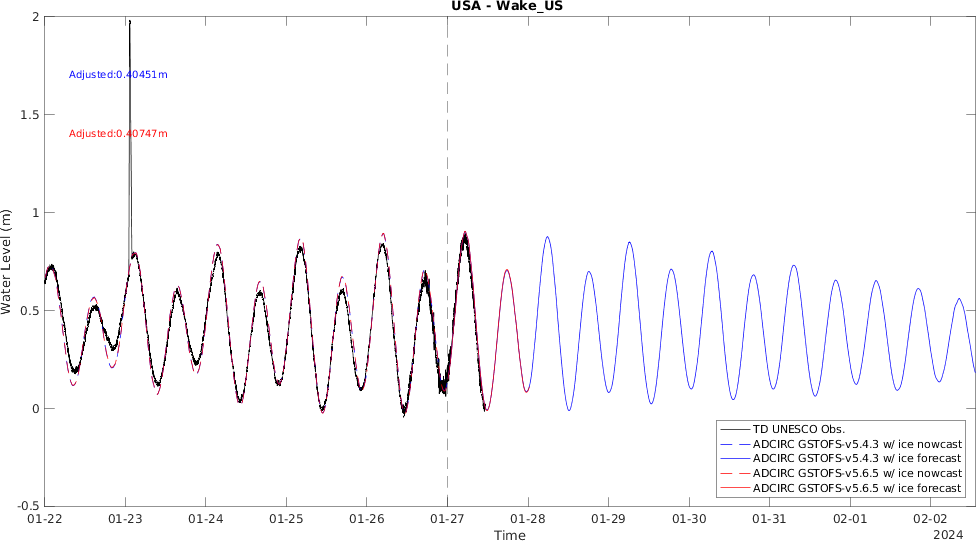 USA - Wake_US
2
1.5
1
0.5
0
-0.5
Water Level (m)
Adjusted:0.40451m
Adjusted:0.40747m
TD UNESCO Obs.
ADCIRC GSTOFS-v5.4.3 w/ ice nowcast
ADCIRC GSTOFS-v5.4.3 w/ ice forecast
ADCIRC GSTOFS-v5.6.5 w/ ice nowcast
ADCIRC GSTOFS-v5.6.5 w/ ice forecast
01-22 01-23 01-24 01-25 01-26 01-27 01-28 01-29 01-30 01-31 02-01 02-02
Time
2024